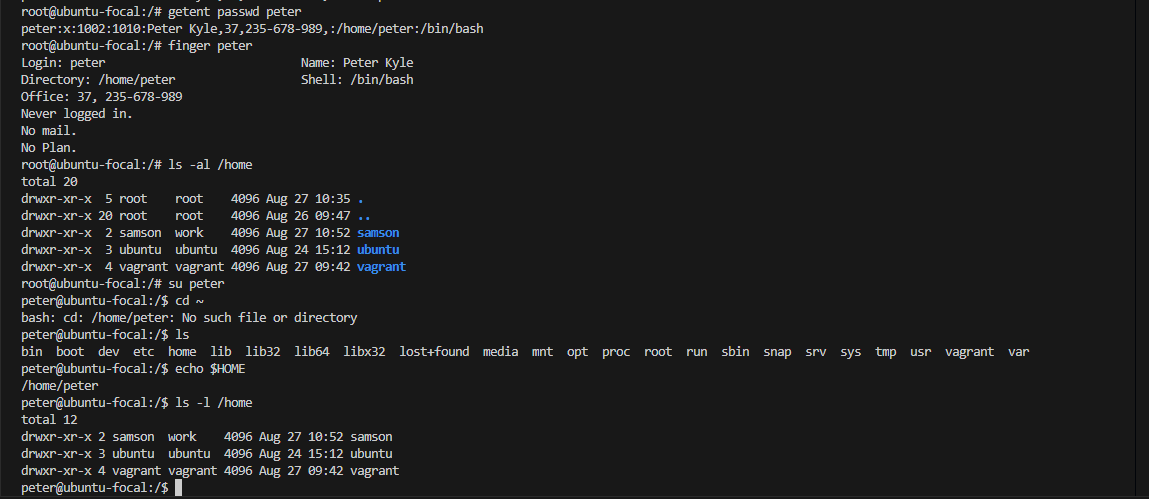 root@ubuntu-focal:/# getent passwd peter
peter:x:1002:1010:Peter Kyle,37,235-678-989,:/home/peter:/bin/bash
root@ubuntu-focal:/# finger peter
Login: peter                            Name: Peter Kyle
Directory: /home/peter                  Shell: /bin/bash
Office: 37, 235-678-989
Never logged in.
No mail.
No Plan.
root@ubuntu-focal:/# ls -al /home
total 20
drwxr-xr-x  5 root    root    4096 Aug 27 10:35 .
drwxr-xr-x 20 root    root    4096 Aug 26 09:47 ..
drwxr-xr-x  2 samson  work    4096 Aug 27 10:52 samson
drwxr-xr-x  3 ubuntu  ubuntu  4096 Aug 24 15:12 ubuntu
drwxr-xr-x  4 vagrant vagrant 4096 Aug 27 09:42 vagrant
root@ubuntu-focal:/# su peter
peter@ubuntu-focal:/$ cd ~
bash: cd: /home/peter: No such file or directory
peter@ubuntu-focal:/$ ls
bin  boot  dev  etc  home  lib  lib32  lib64  libx32  lost+found  media  mnt  opt  proc  root  run  sbin  snap  srv  sys  tmp  usr  vagrant  var
peter@ubuntu-focal:/$ echo $HOME
/home/peter
peter@ubuntu-focal:/$ ls -l /home
total 12
drwxr-xr-x 2 samson  work    4096 Aug 27 10:52 samson
drwxr-xr-x 3 ubuntu  ubuntu  4096 Aug 24 15:12 ubuntu
drwxr-xr-x 4 vagrant vagrant 4096 Aug 27 09:42 vagrant
peter@ubuntu-focal:/$